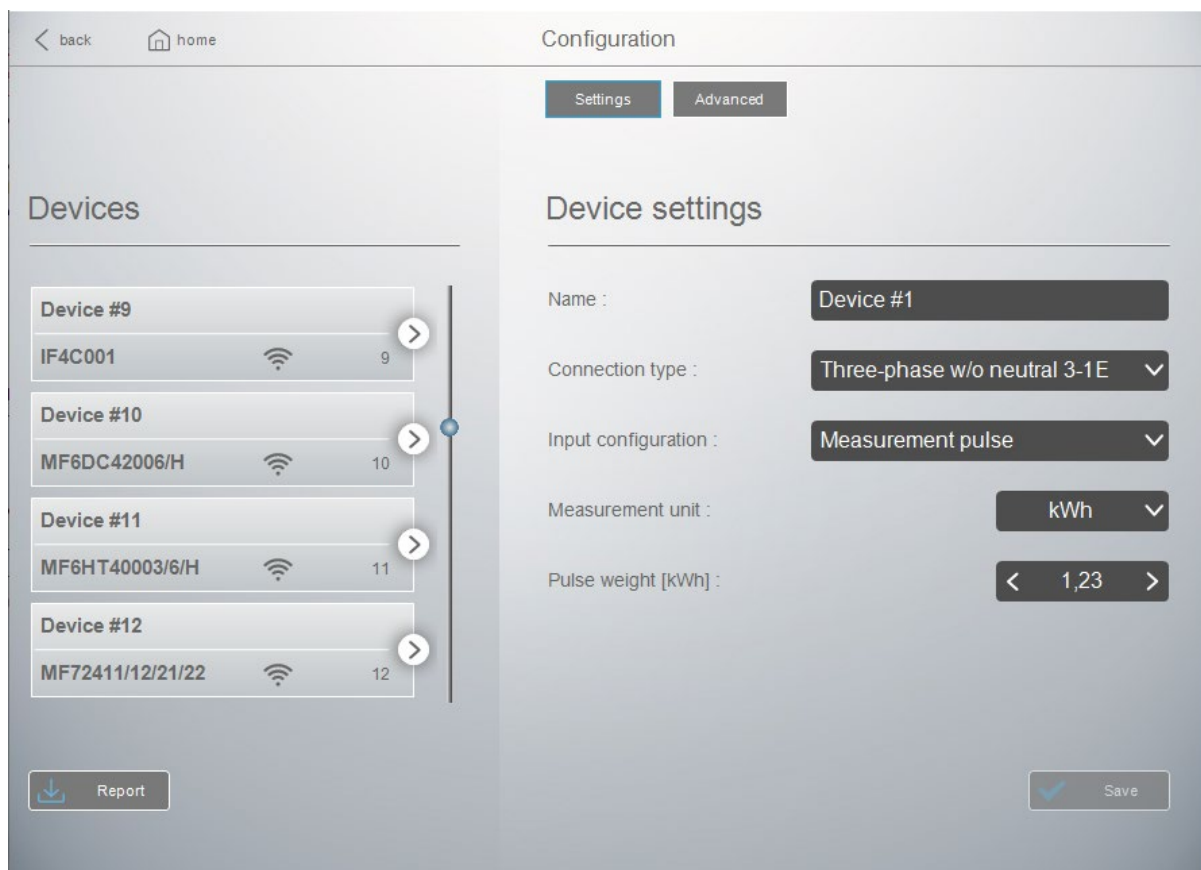 back home Configuration
Settings Advanced
Devices
Device #9
IF4C001 9
Device #10
MF6DC42006/H 10
Device #11
MF6HT40003/6/H 11
Device #12
MF72411/12/21/22 12
Report
Device settings
Name : Device #1
Connection type : Three-phase w/o neutral 3-1E
Input configuration : Measurement pulse
Measurement unit : kWh
Pulse weight [kWh] : 1,23
Save